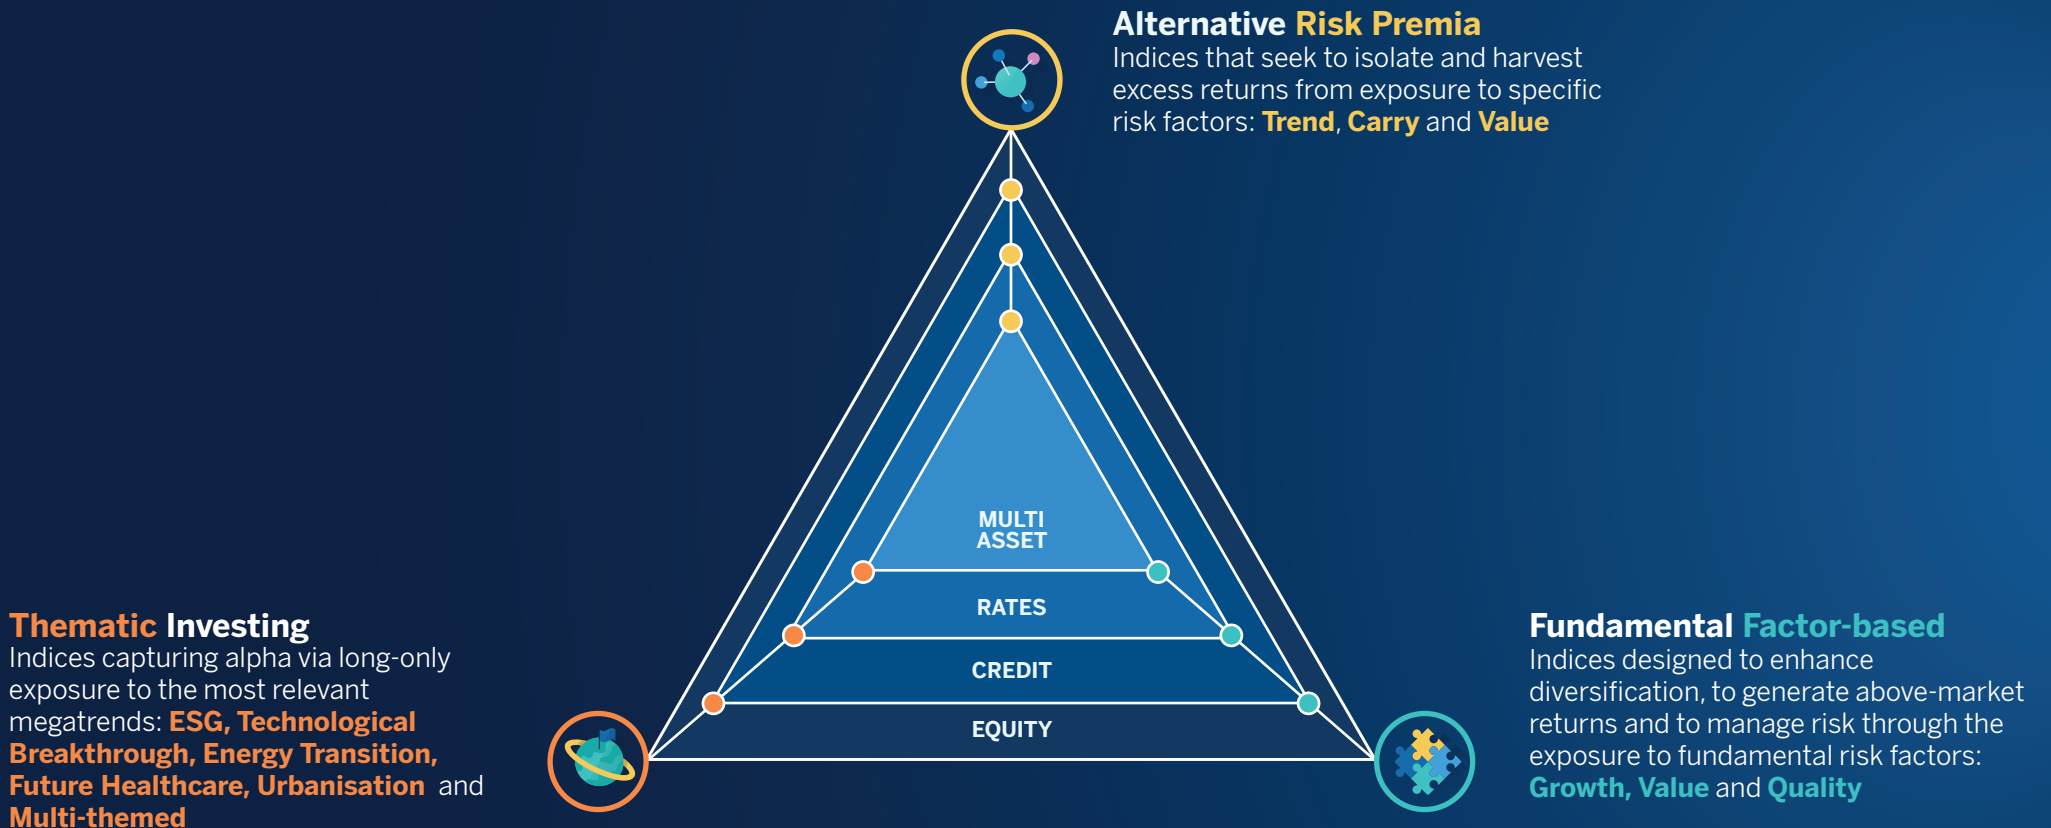 Alternative Risk Premia
Indices that seek to isolate and harvest
excess returns from exposure to specific
risk factors: Trend, Carry and Value
MULTI
ASSET
RATES
CREDIT
EQUITY
Thematic Investing
Indices capturing alpha via long-only
exposure to the most relevant
megatrends: ESG, Technological
Breakthrough, Energy Transition,
Future Healthcare, Urbanisation and
Multi-themed
Fundamental Factor-based
Indices designed to enhance
diversification, to generate above-market
returns and to manage risk through the
exposure to fundamental risk factors:
Growth, Value and Quality